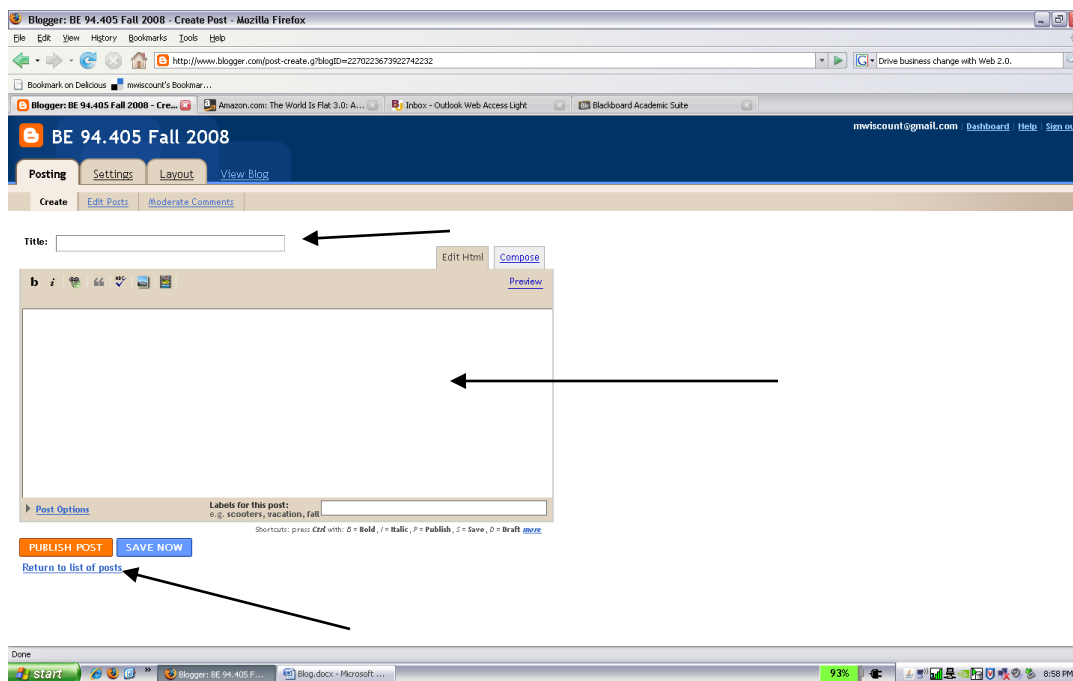 Blogger: BE 94.405 Fall 2008 - Create Post - Mozilla Firefox
File Edit View History Bookmarks Tools Help
http://www.blogger.com/post-create.g?blogID=2270223673922742232 Drive business change with Web 2.0.
Bookmark on Delicious mwiscount's Bookmar...
Blogger: BE 94.405 Fall 2008 - Cre... Amazon.com: The World Is Flat 3.0: A... Inbox - Outlook Web Access Light Blackboard Academic Suite
BE 94.405 Fall 2008
mwiscount@gmail.com | Dashboard | Help | Sign ou
Posting Settings Layout View Blog
Create Edit Posts Moderate Comments
Title:
Edit Html Compose
b i ABC Preview
Post Options Labels for this post:
e.g. scooters, vacation, fall
Shortcuts: press Ctrl with: B = Bold, I = Italic, P = Publish, S = Save, D = Draft more
PUBLISH POST SAVE NOW
Return to list of posts
Done
start » Blogger: BE 94.405 F... Blog.docx - Microsoft ... 93% 8:58 PM